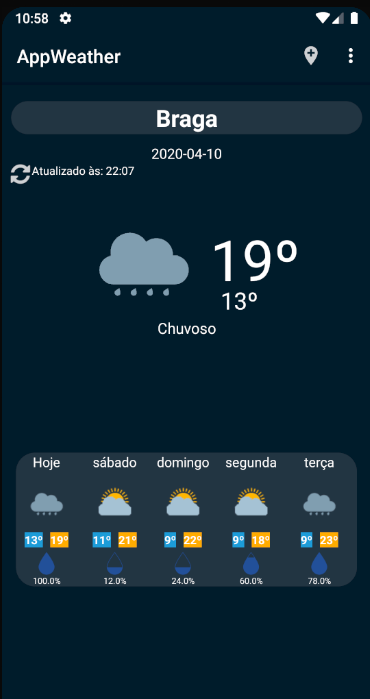 10:58
AppWeather
Braga
2020-04-10
Atualizado às: 22:07
19º
13º
Chuvoso
Hoje sábado domingo segunda terça
13º 19º 11º 21º 9º 22º 9º 18º 9º 23º
100.0% 12.0% 24.0% 60.0% 78.0%